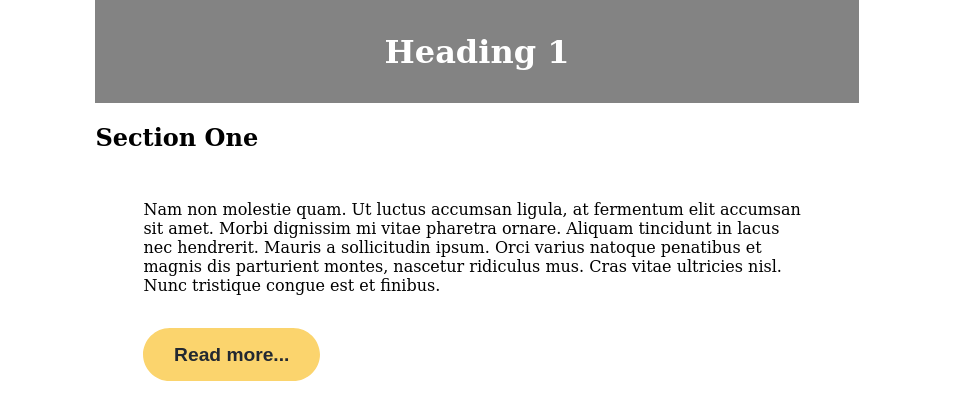 Heading 1
Section One
Nam non molestie quam. Ut luctus accumsan ligula, at fermentum elit accumsan
sit amet. Morbi dignissim mi vitae pharetra ornare. Aliquam tincidunt in lacus
nec hendrerit. Mauris a sollicitudin ipsum. Orci varius natoque penatibus et
magnis dis parturient montes, nascetur ridiculus mus. Cras vitae ultricies nisl.
Nunc tristique congue est et finibus.
Read more...